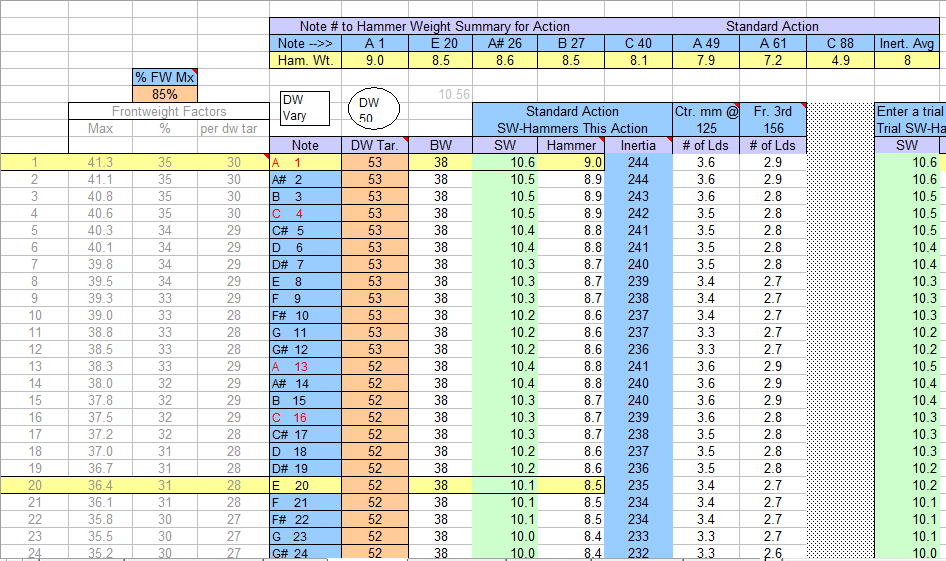 Note # to Hammer Weight Summary for Action Standard Action
Note -->> A 1 E 20 A# 26 B 27 C 40 A 49 A 61 C 88 Inert. Avg
Ham. Wt. 9.0 8.5 8.6 8.5 8.1 7.9 7.2 4.9 8
% FW Mx
85% DW Vary DW 50 10.56
Frontweight Factors Standard Action Ctr. mm @ Fr. 3rd Enter a trial
SW-Hammers This Action 125 156 Trial SW-Ha
Max % per dw tar Note DW Tar. BW SW Hammer Inertia # of Lds # of Lds SW
1 41.3 35 30 A 1 53 38 10.6 9.0 244 3.6 2.9 10.6
2 41.1 35 30 A# 2 53 38 10.5 8.9 244 3.6 2.9 10.6
3 40.8 35 30 B 3 53 38 10.5 8.9 243 3.6 2.8 10.5
4 40.6 35 30 C 4 53 38 10.5 8.9 242 3.5 2.8 10.5
5 40.3 34 29 C# 5 53 38 10.4 8.8 241 3.5 2.8 10.5
6 40.1 34 29 D 6 53 38 10.4 8.8 241 3.5 2.8 10.4
7 39.8 34 29 D# 7 53 38 10.3 8.7 240 3.5 2.8 10.4
8 39.5 34 29 E 8 53 38 10.3 8.7 239 3.4 2.7 10.3
9 39.3 33 29 F 9 53 38 10.3 8.7 238 3.4 2.7 10.3
10 39.0 33 28 F# 10 53 38 10.2 8.6 237 3.4 2.7 10.3
11 38.8 33 28 G 11 53 38 10.2 8.6 237 3.3 2.7 10.2
12 38.5 33 28 G# 12 53 38 10.2 8.6 236 3.3 2.7 10.2
13 38.3 33 29 A 13 52 38 10.4 8.8 241 3.6 2.9 10.5
14 38.0 32 29 A# 14 52 38 10.4 8.8 240 3.6 2.9 10.4
15 37.8 32 29 B 15 52 38 10.3 8.7 240 3.6 2.9 10.4
16 37.5 32 29 C 16 52 38 10.3 8.7 239 3.5 2.8 10.3
17 37.2 32 28 C# 17 52 38 10.3 8.7 238 3.5 2.8 10.3
18 37.0 31 28 D 18 52 38 10.2 8.6 237 3.5 2.8 10.3
19 36.7 31 28 D# 19 52 38 10.2 8.6 236 3.5 2.8 10.2
20 36.4 31 28 E 20 52 38 10.1 8.5 235 3.4 2.7 10.2
21 36.1 31 28 F 21 52 38 10.1 8.5 234 3.4 2.7 10.1
22 35.8 30 27 F# 22 52 38 10.1 8.5 234 3.4 2.7 10.1
23 35.5 30 27 G 23 52 38 10.0 8.4 233 3.3 2.7 10.1
24 35.2 30 27 G# 24 52 38 10.0 8.4 232 3.3 2.6 10.0